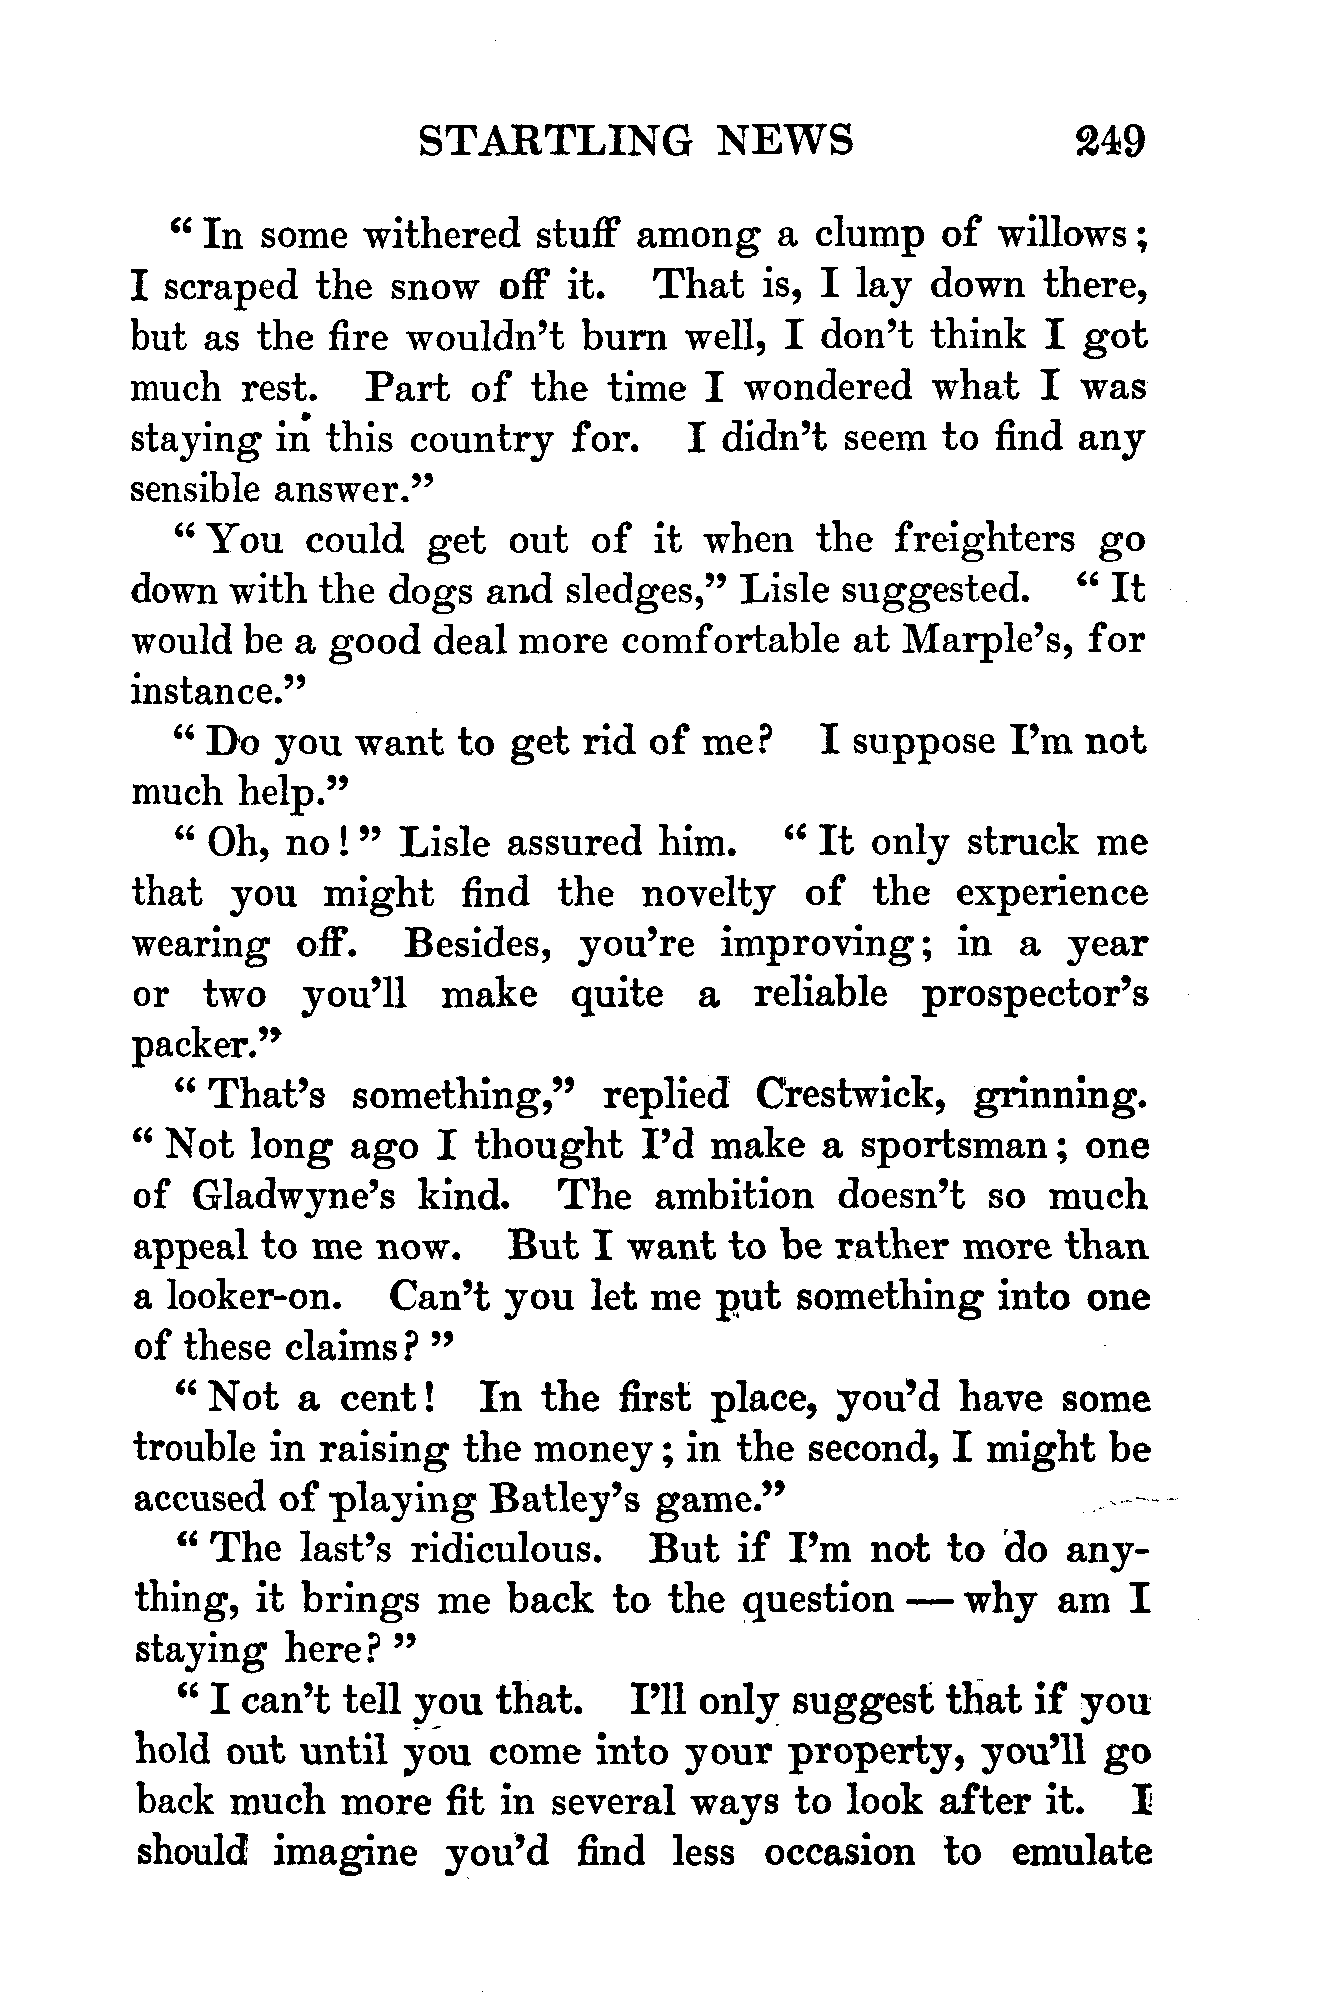 STARTLING NEWS 249
“ In some withered stuff among a clump of willows ;
I scraped the snow off it. That is, I lay down there,
but as the fire wouldn’t burn well, I don’t think I got
much rest. Part of the time I wondered what I was
staying in this country for. I didn’t seem to find any
sensible answer.”
“ You could get out of it when the freighters go
down with the dogs and sledges,” Lisle suggested. “ It
would be a good deal more comfortable at Marple’s, for
instance.”
“ Do you want to get rid of me? I suppose I’m not
much help.”
“ Oh, no ! ” Lisle assured him. “ It only struck me
that you might find the novelty of the experience
wearing off. Besides, you’re improving ; in a year
or two you’ll make quite a reliable prospector’s
packer.”
“ That’s something,” replied Crestwick, grinning.
“ Not long ago I thought I’d make a sportsman ; one
of Gladwyne’s kind. The ambition doesn’t so much
appeal to me now. But I want to be rather more than
a looker-on. Can’t you let me put something into one
of these claims? ”
“ Not a cent! In the first place, you’d have some
trouble in raising the money ; in the second, I might be
accused of playing Batley’s game.”
“ The last’s ridiculous. But if I’m not to do any-
thing, it brings me back to the question — why am I
staying here? ”
“ I can’t tell you that. I’ll only suggest that if you
hold out until you come into your property, you’ll go
back much more fit in several ways to look after it. I
should imagine you’d find less occasion to emulate